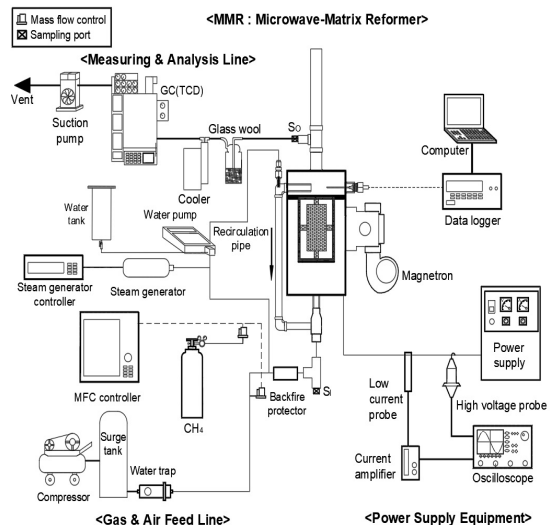 Mass flow control
Sampling port
<MMR : Microwave-Matrix Reformer>
<Measuring & Analysis Line>
GC(TCD)
Vent
Suction
pump
Glass wool
So
Cooler
Computer
Data logger
Water
tank
Water pump
Recirculation
pipe
Magnetron
Steam generator
controller
Steam generator
MFC controller
CH4
Backfire
protector
Si
Low
current
probe
Power
supply
High voltage probe
Surge
tank
Water trap
Compressor
Current
amplifier
Oscilloscope
<Gas & Air Feed Line>
<Power Supply Equipment>